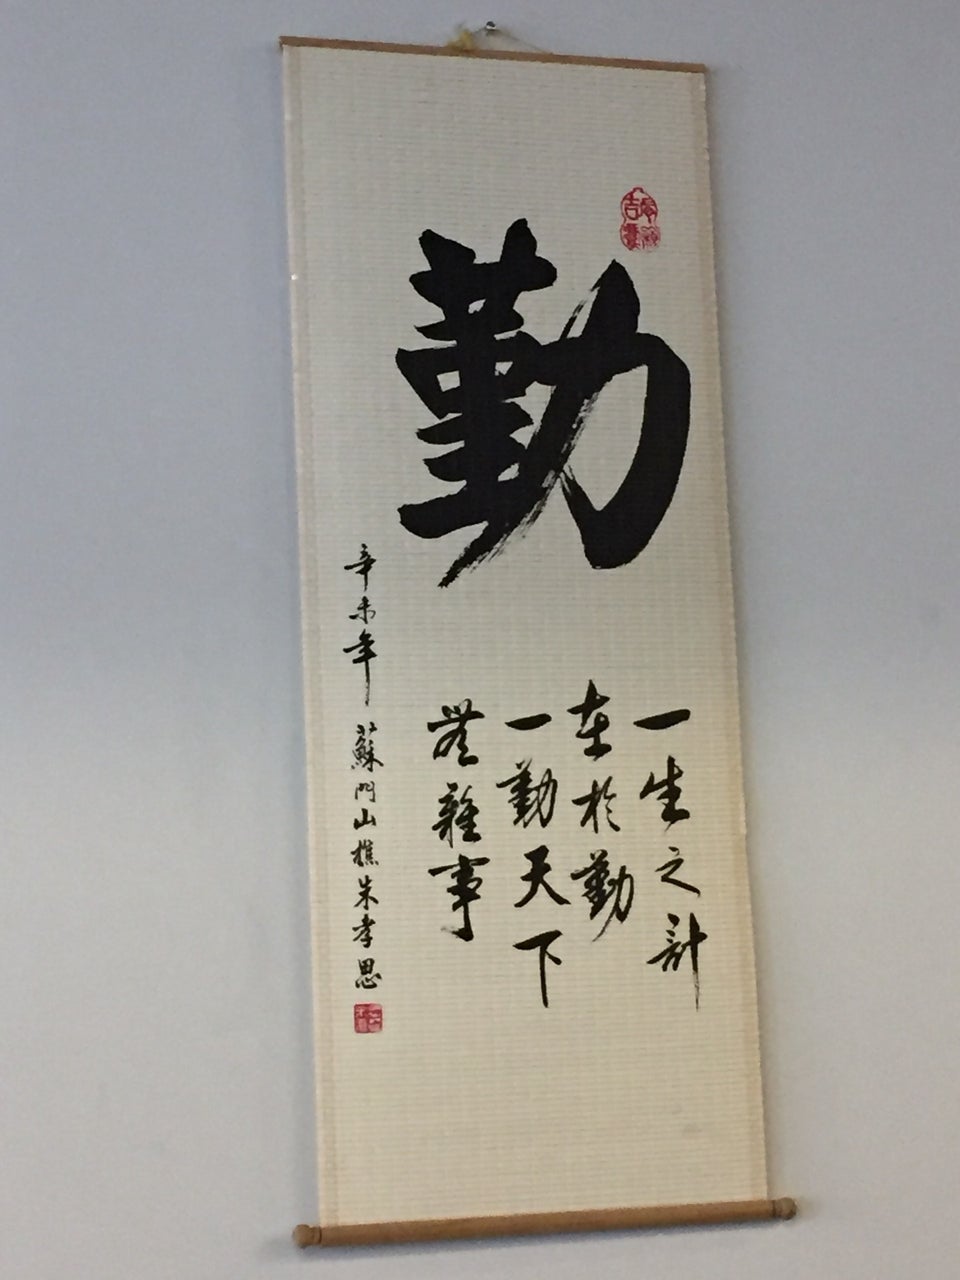 勤
一生之計
在於勤
一勤天下
無難事
辛未年 蘇門山樵朱孝思